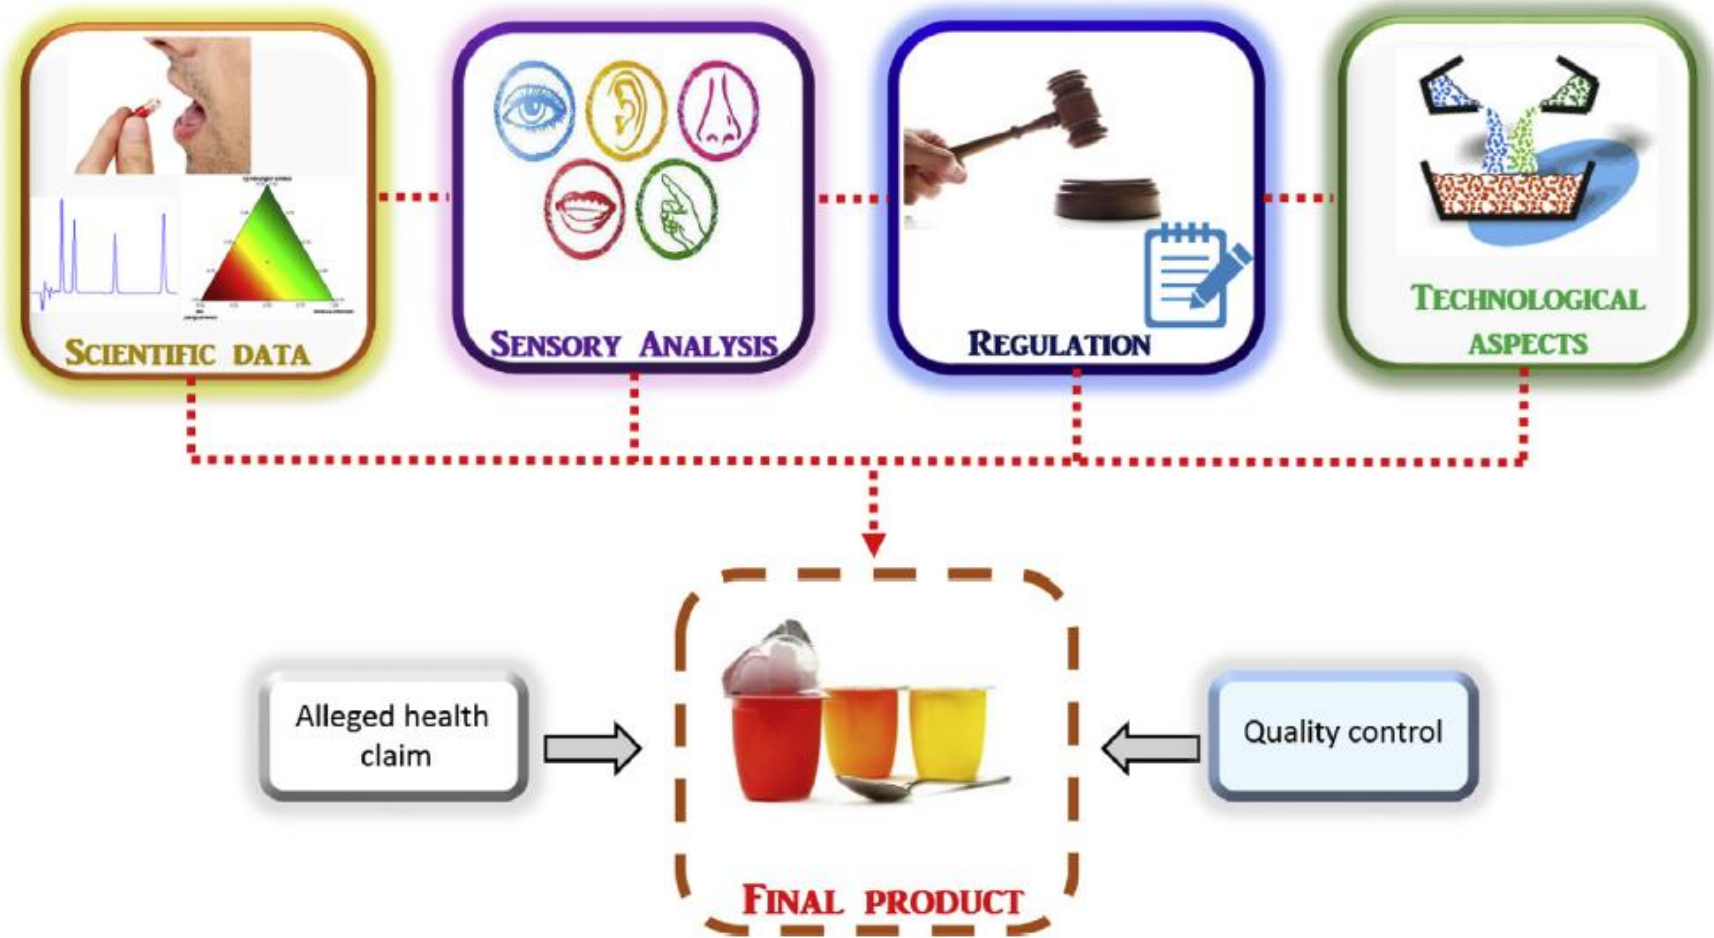 SCIENTIFIC DATA
SENSORY ANALYSIS
REGULATION
TECHNOLOGICAL
ASPECTS
Alleged health
claim
Quality control
FINAL PRODUCT